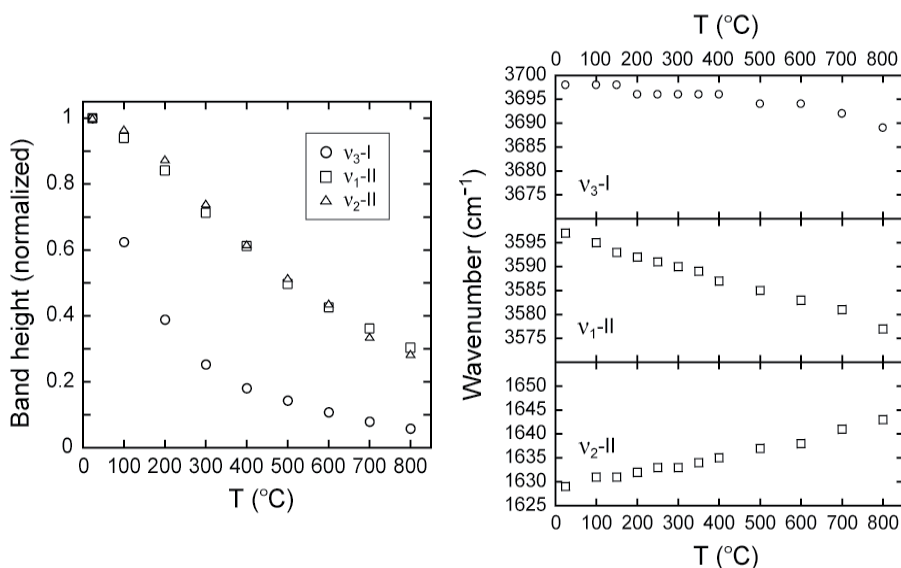 Band height (normalized)
1
0.8
0.6
0.4
0.2
0
ν3-I
ν1-II
ν2-II
0 100 200 300 400 500 600 700 800
T (°C)
T (°C)
0 100 200 300 400 500 600 700 800
Wavenumber (cm⁻¹)
3700
3695
3690
3685
3680
3675
ν3-I
3595
3590
3585
3580
3575
ν1-II
1650
1645
1640
1635
1630
1625
ν2-II
0 100 200 300 400 500 600 700 800
T (°C)